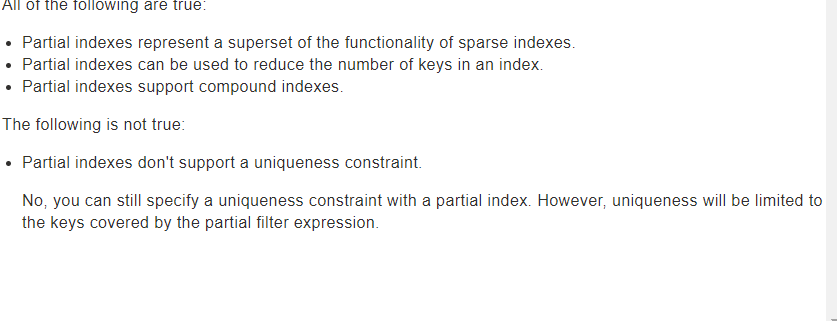 All of the following are true:
• Partial indexes represent a superset of the functionality of sparse indexes.
• Partial indexes can be used to reduce the number of keys in an index.
• Partial indexes support compound indexes.
The following is not true:
• Partial indexes don't support a uniqueness constraint.
No, you can still specify a uniqueness constraint with a partial index. However, uniqueness will be limited to
the keys covered by the partial filter expression.